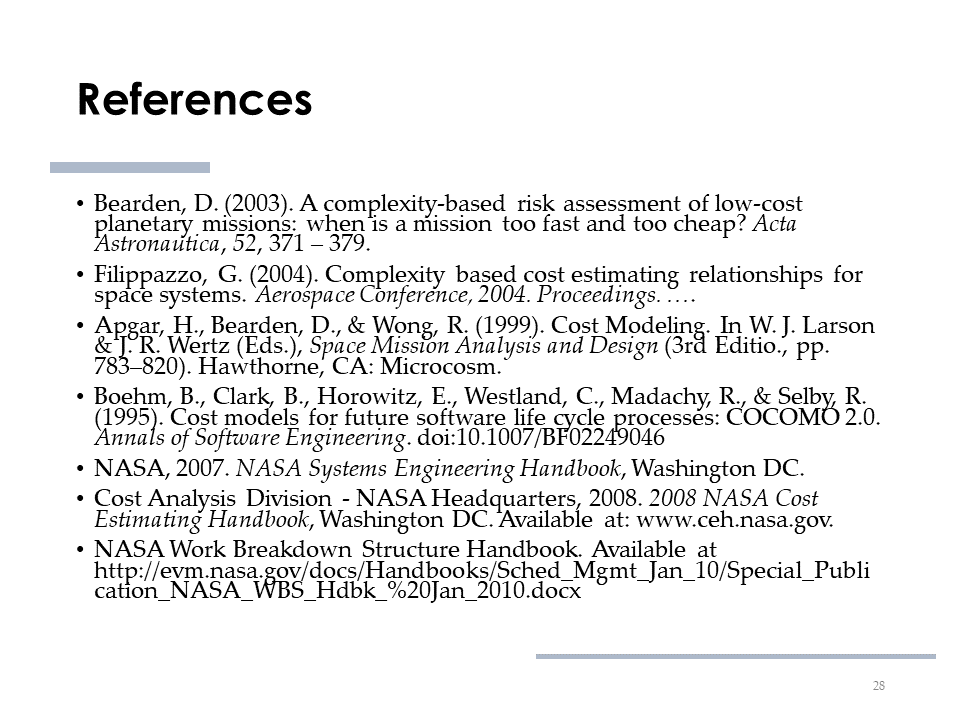 References
• Bearden, D. (2003). A complexity-based risk assessment of low-cost
planetary missions: when is a mission too fast and too cheap? Acta
Astronautica, 52, 371 – 379.
• Filippazzo, G. (2004). Complexity based cost estimating relationships for
space systems. Aerospace Conference, 2004. Proceedings. ….
• Apgar, H., Bearden, D., & Wong, R. (1999). Cost Modeling. In W. J. Larson
& J. R. Wertz (Eds.), Space Mission Analysis and Design (3rd Editio., pp.
783–820). Hawthorne, CA: Microcosm.
• Boehm, B., Clark, B., Horowitz, E., Westland, C., Madachy, R., & Selby, R.
(1995). Cost models for future software life cycle processes: COCOMO 2.0.
Annals of Software Engineering. doi:10.1007/BF02249046
• NASA, 2007. NASA Systems Engineering Handbook, Washington DC.
• Cost Analysis Division - NASA Headquarters, 2008. 2008 NASA Cost
Estimating Handbook, Washington DC. Available at: www.ceh.nasa.gov.
• NASA Work Breakdown Structure Handbook. Available at
http://evm.nasa.gov/docs/Handbooks/Sched_Mgmt_Jan_10/Special_Publi
cation_NASA_WBS_Hdbk_%20Jan_2010.docx
28